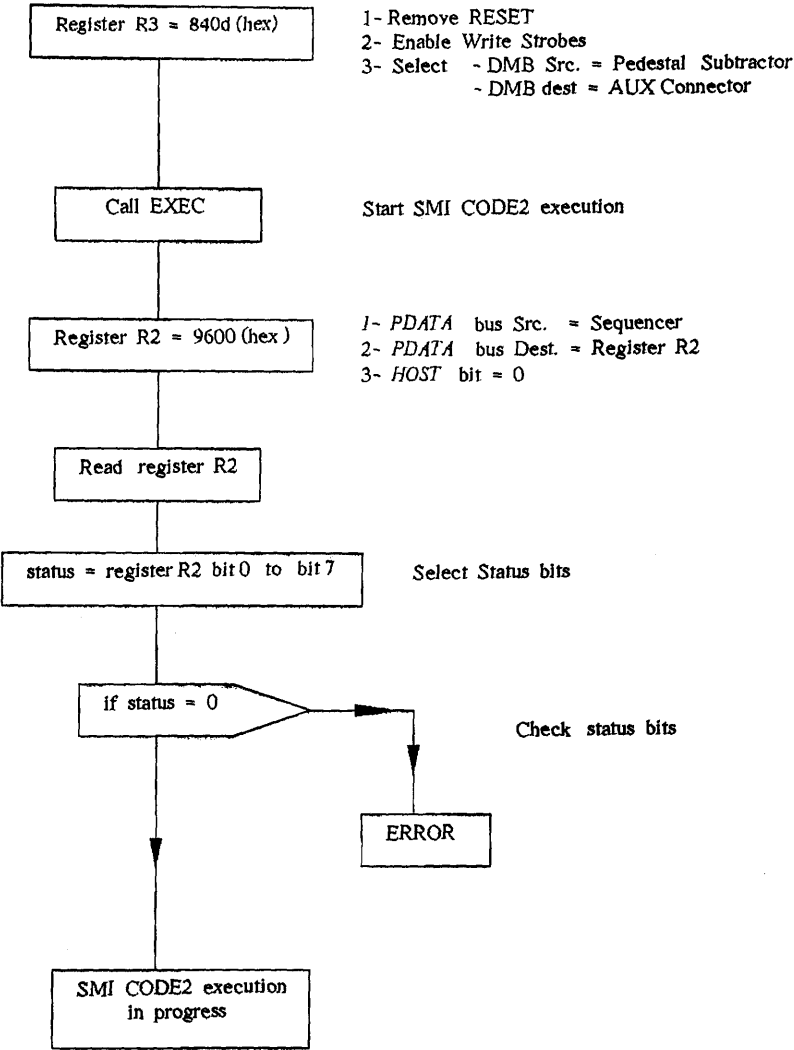 Register R3 = 840d (hex)
1- Remove RESET
2- Enable Write Strobes
3- Select - DMB Src. = Pedestal Subtractor
- DMB dest = AUX Connector
Call EXEC
Start SMI CODE2 execution
Register R2 = 9600 (hex)
1- PDATA bus Src. = Sequencer
2- PDATA bus Dest. = Register R2
3- HOST bit = 0
Read register R2
status = register R2 bit 0 to bit 7
Select Status bits
if status = 0
Check status bits
ERROR
SMI CODE2 execution
in progress